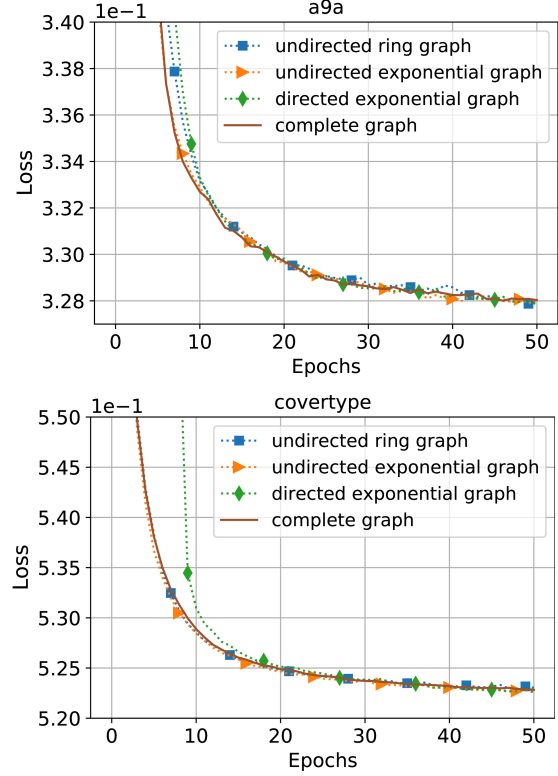 a9a
1e−1
3.40
3.38
3.36
3.34
3.32
3.30
3.28
Loss
undirected ring graph
undirected exponential graph
directed exponential graph
complete graph
0 10 20 30 40 50
Epochs
covertype
1e−1
5.50
5.45
5.40
5.35
5.30
5.25
5.20
Loss
undirected ring graph
undirected exponential graph
directed exponential graph
complete graph
0 10 20 30 40 50
Epochs